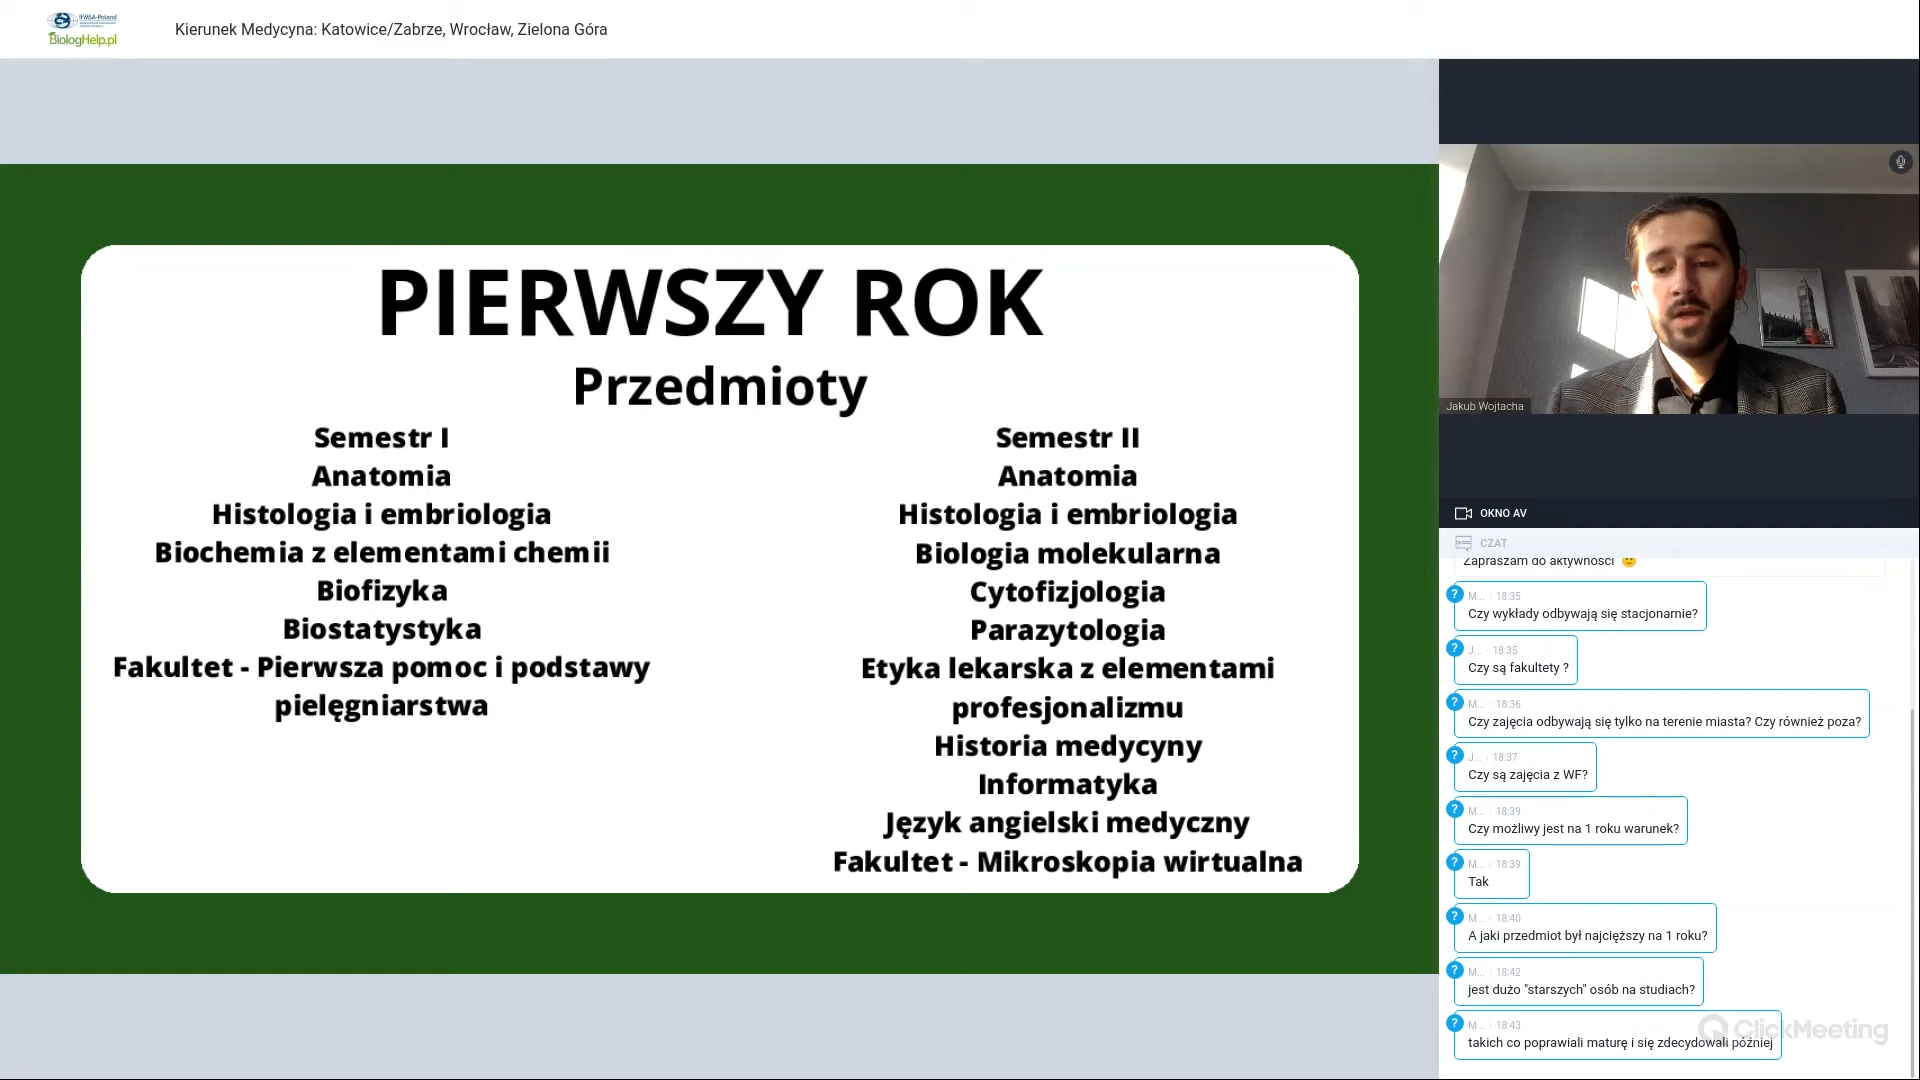 IFMSA-Poland
BiologHelp.pl
Kierunek Medycyna: Katowice/Zabrze, Wrocław, Zielona Góra
PIERWSZY ROK
Przedmioty
Semestr I
Anatomia
Histologia i embriologia
Biochemia z elementami chemii
Biofizyka
Biostatystyka
Fakultet - Pierwsza pomoc i podstawy
pielęgniarstwa
Semestr II
Anatomia
Histologia i embriologia
Biologia molekularna
Cytofizjologia
Parazytologia
Etyka lekarska z elementami
profesjonalizmu
Historia medycyny
Informatyka
Język angielski medyczny
Fakultet - Mikroskopia wirtualna
Jakub Wojtacha
OKNO AV
CZAT
Zapraszam do aktywności 🙂
? M... 18:35
Czy wykłady odbywają się stacjonarnie?
? J... 18:35
Czy są fakultety ?
? M... 18:36
Czy zajęcia odbywają się tylko na terenie miasta? Czy również poza?
? J... 18:37
Czy są zajęcia z WF?
? M... 18:39
Czy możliwy jest na 1 roku warunek?
? M... 18:39
Tak
? M... 18:40
A jaki przedmiot był najcięższy na 1 roku?
? M... 18:42
jest dużo "starszych" osób na studiach?
? M... 18:43
takich co poprawiali maturę i się zdecydowali później
ClickMeeting